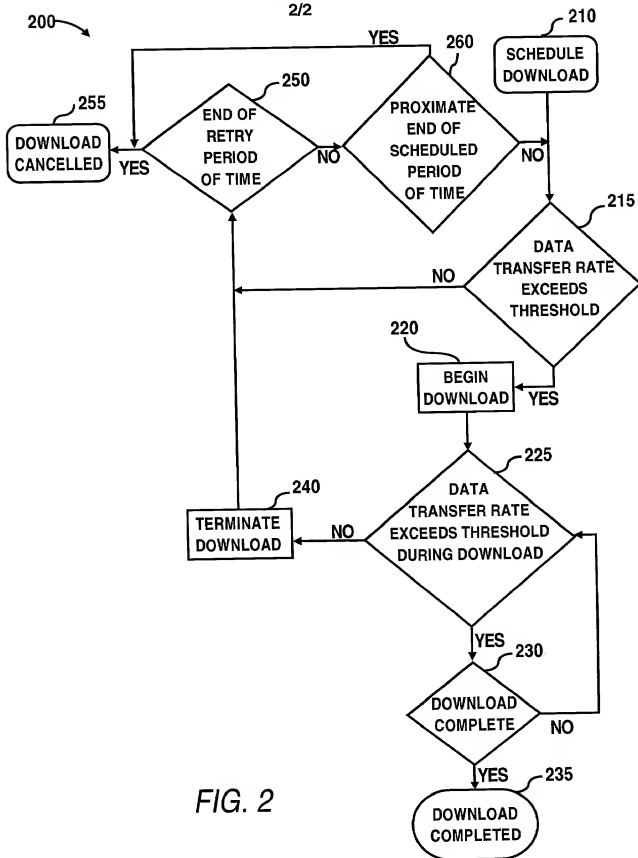 2/2
200
YES
260
210
SCHEDULE
DOWNLOAD
250
END OF
RETRY
PERIOD
OF TIME
PROXIMATE
END OF
SCHEDULED
PERIOD
OF TIME
255
DOWNLOAD
CANCELLED
YES
NO
NO
215
DATA
TRANSFER RATE
EXCEEDS
THRESHOLD
NO
220
BEGIN
DOWNLOAD
YES
225
DATA
TRANSFER RATE
EXCEEDS THRESHOLD
DURING DOWNLOAD
240
TERMINATE
DOWNLOAD
NO
YES
230
DOWNLOAD
COMPLETE
NO
YES
235
DOWNLOAD
COMPLETED
FIG. 2